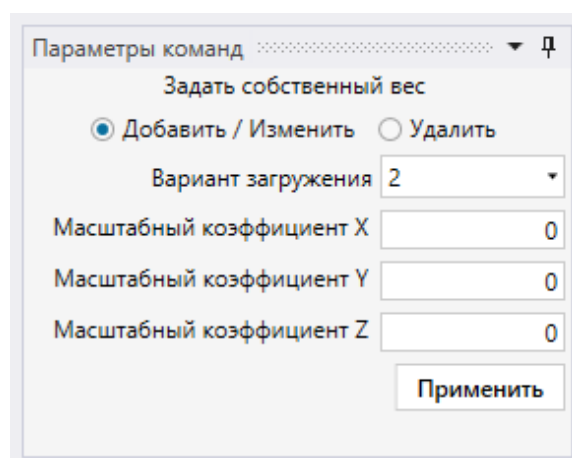 Параметры команд
Задать собственный вес
Добавить / Изменить Удалить
Вариант загружения 2
Масштабный коэффициент X 0
Масштабный коэффициент Y 0
Масштабный коэффициент Z 0
Применить